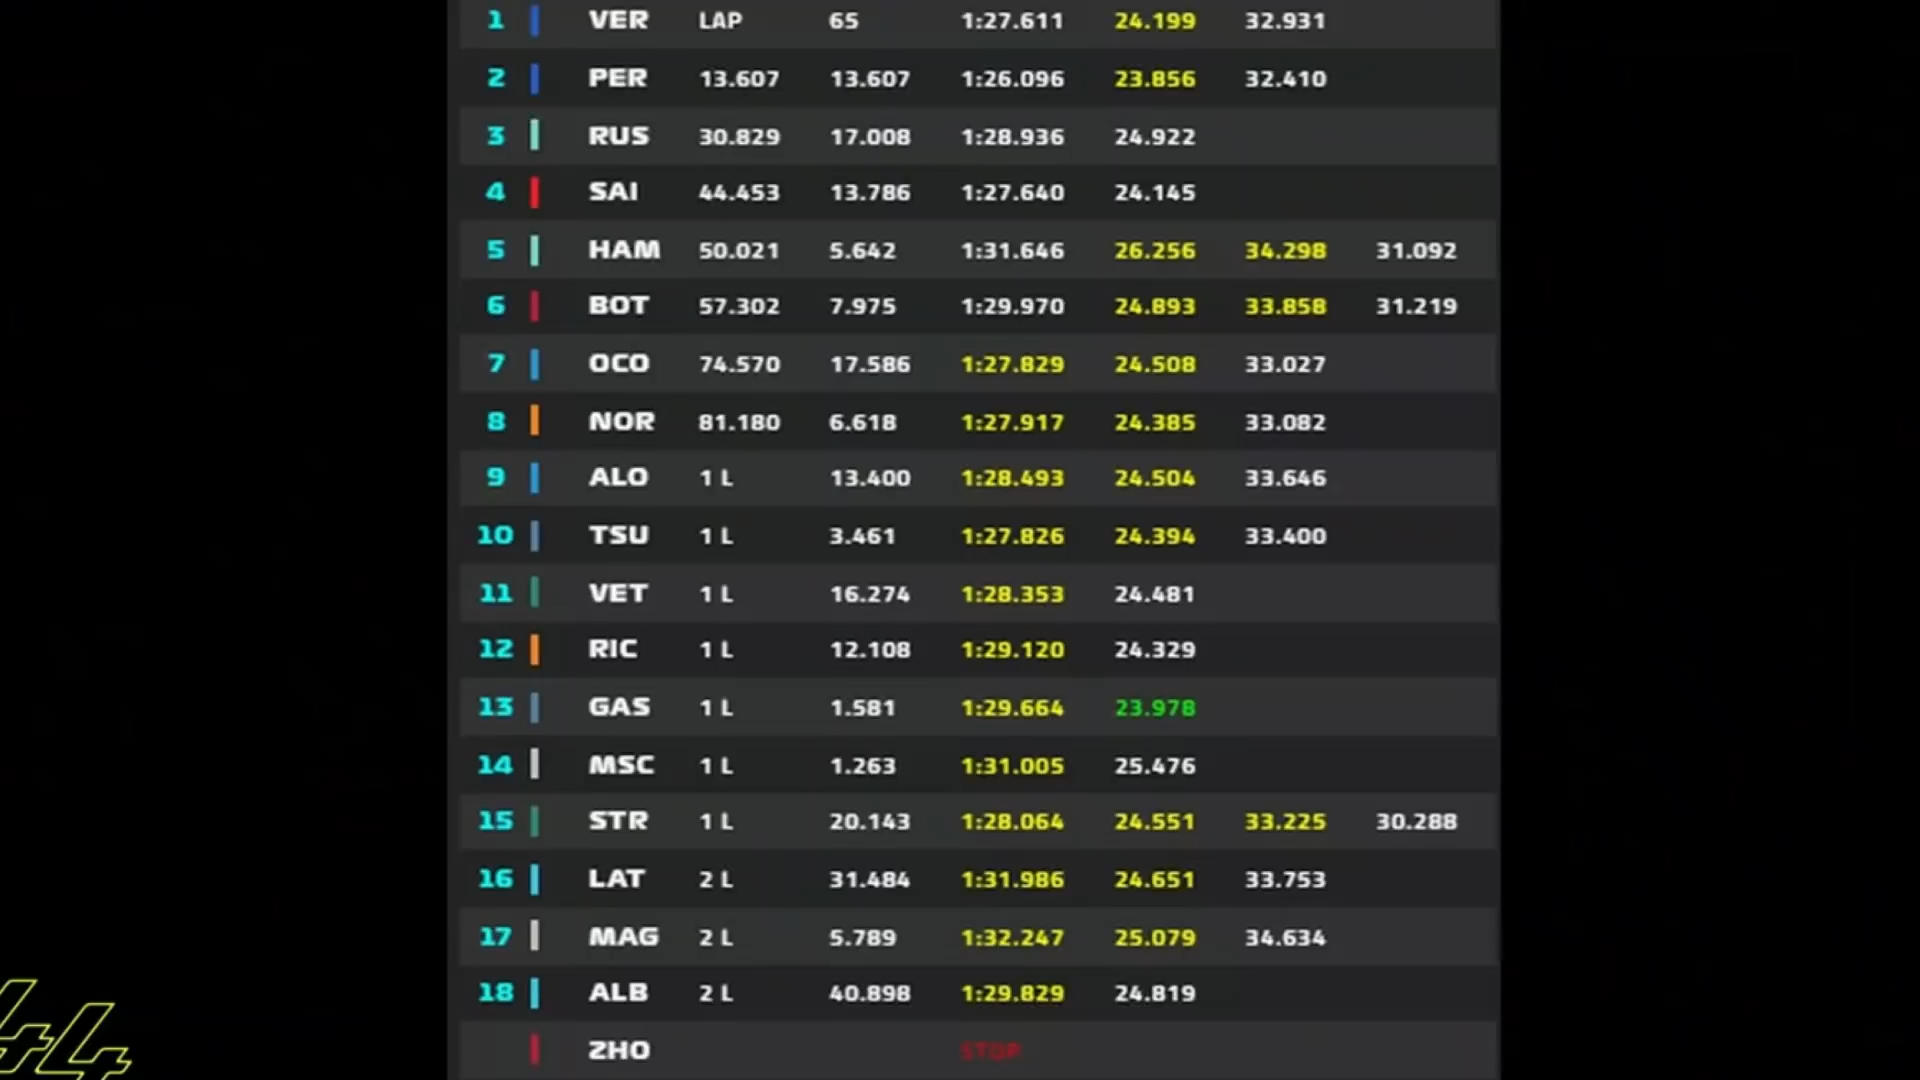 1 VER LAP 65 1:27.611 24.199 32.931
2 PER 13.607 13.607 1:26.096 23.856 32.410
3 RUS 30.829 17.008 1:28.936 24.922
4 SAI 44.453 13.786 1:27.640 24.145
5 HAM 50.021 5.642 1:31.646 26.256 34.298 31.092
6 BOT 57.302 7.975 1:29.970 24.893 33.858 31.219
7 OCO 74.570 17.586 1:27.829 24.508 33.027
8 NOR 81.180 6.618 1:27.917 24.385 33.082
9 ALO 1 L 13.400 1:28.493 24.504 33.646
10 TSU 1 L 3.461 1:27.826 24.394 33.400
11 VET 1 L 16.274 1:28.353 24.481
12 RIC 1 L 12.108 1:29.120 24.329
13 GAS 1 L 1.581 1:29.664 23.978
14 MSC 1 L 1.263 1:31.005 25.476
15 STR 1 L 20.143 1:28.064 24.551 33.225 30.288
16 LAT 2 L 31.484 1:31.986 24.651 33.753
17 MAG 2 L 5.789 1:32.247 25.079 34.634
18 ALB 2 L 40.898 1:29.829 24.819
ZHO STOP
44